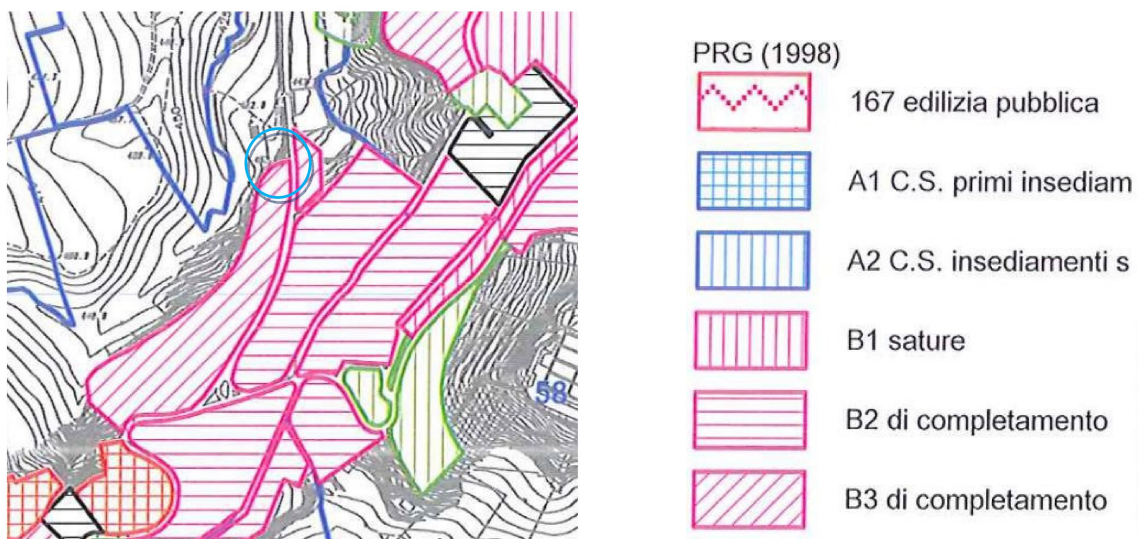 PRG (1998)
167 edilizia pubblica
A1 C.S. primi insediam
A2 C.S. insediamenti s
B1 sature
B2 di completamento
B3 di completamento
58